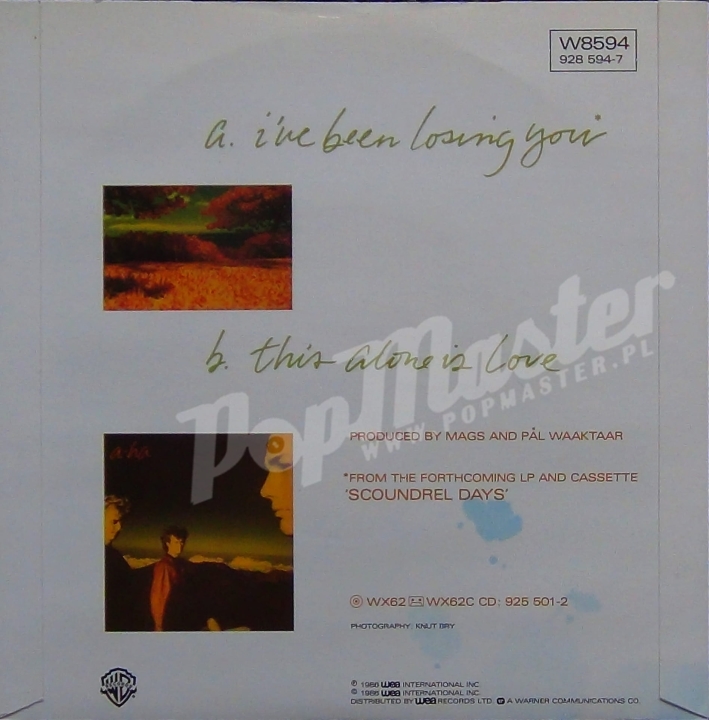 W8594
928 594-7
a. i've been losing you*
b. this alone is love
PopMaster
WWW.POPMASTER.PL
a-ha
PRODUCED BY MAGS AND PÅL WAAKTAAR
*FROM THE FORTHCOMING LP AND CASSETTE
'SCOUNDREL DAYS'
WX62 WX62C CD: 925 501-2
PHOTOGRAPHY: KNUT BRY
℗ 1986 wea INTERNATIONAL INC.
© 1986 wea INTERNATIONAL INC.
DISTRIBUTED BY wea RECORDS LTD. A WARNER COMMUNICATIONS CO.